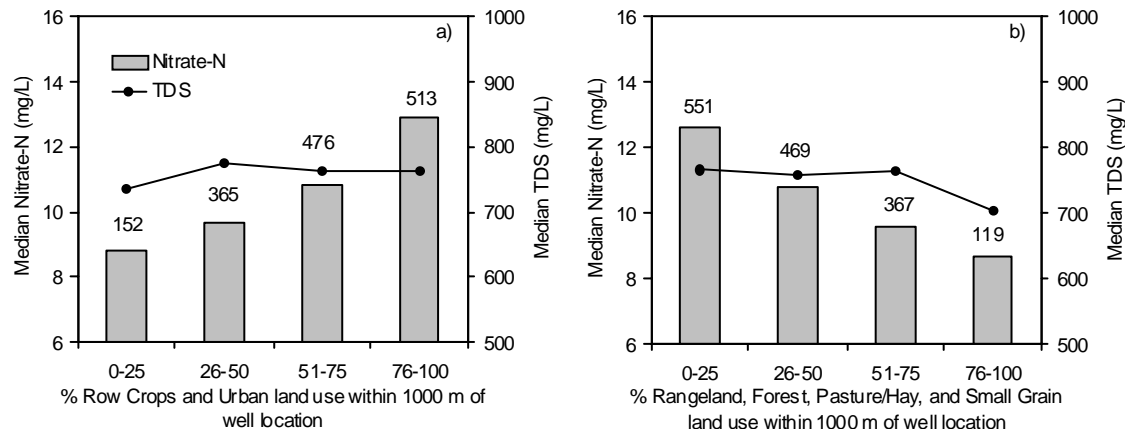 a)
Nitrate-N
TDS
Median Nitrate-N (mg/L)
16
14
12
10
8
6
152
365
476
513
1000
900
800
700
600
500
Median TDS (mg/L)
0-25 26-50 51-75 76-100
% Row Crops and Urban land use within 1000 m of
well location
b)
Median Nitrate-N (mg/L)
16
14
12
10
8
6
551
469
367
119
1000
900
800
700
600
500
Median TDS (mg/L)
0-25 26-50 51-75 76-100
% Rangeland, Forest, Pasture/Hay, and Small Grain
land use within 1000 m of well location